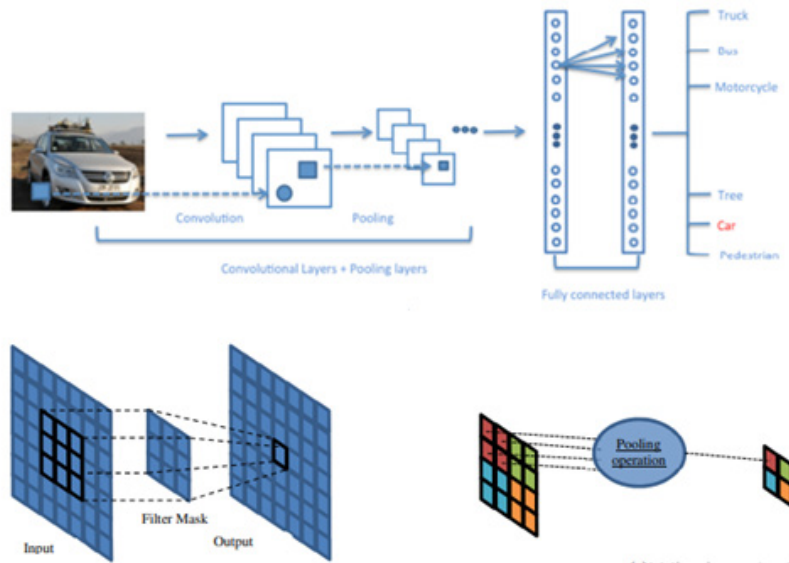 Truck
Bus
Motorcycle
Tree
Car
Pedestrian
Convolution
Pooling
Convolutional Layers + Pooling layers
Fully connected layers
Filter Mask
Input
Output
Pooling
operation